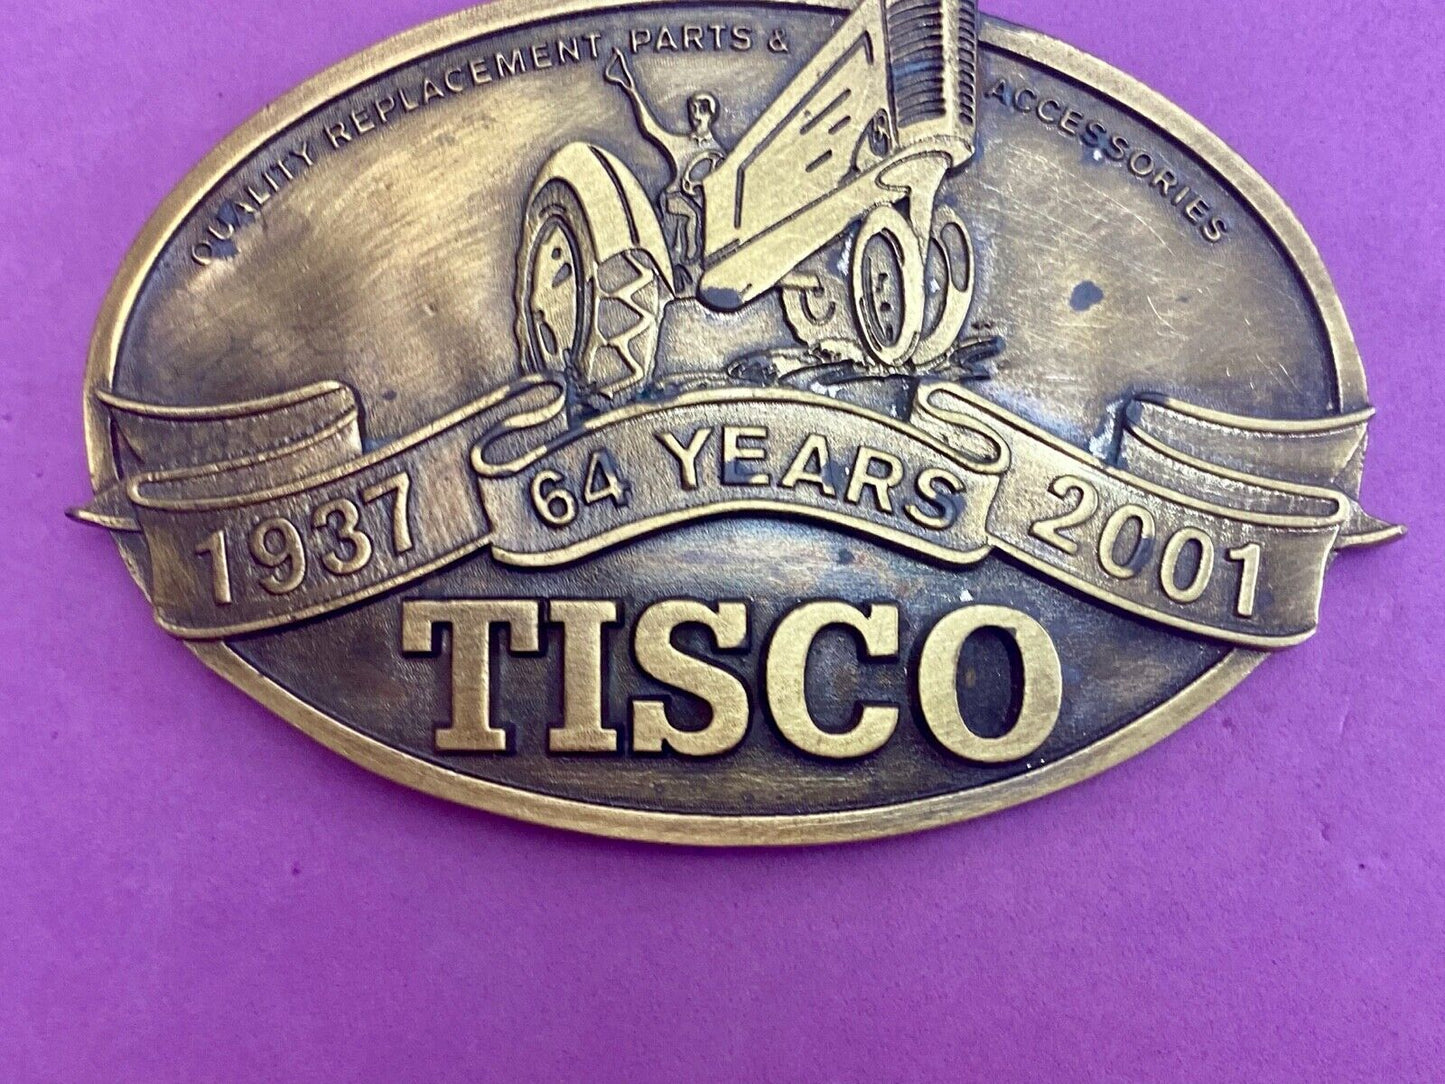 QUALITY REPLACEMENT PARTS & ACCESSORIES
1937 64 YEARS 2001
TISCO